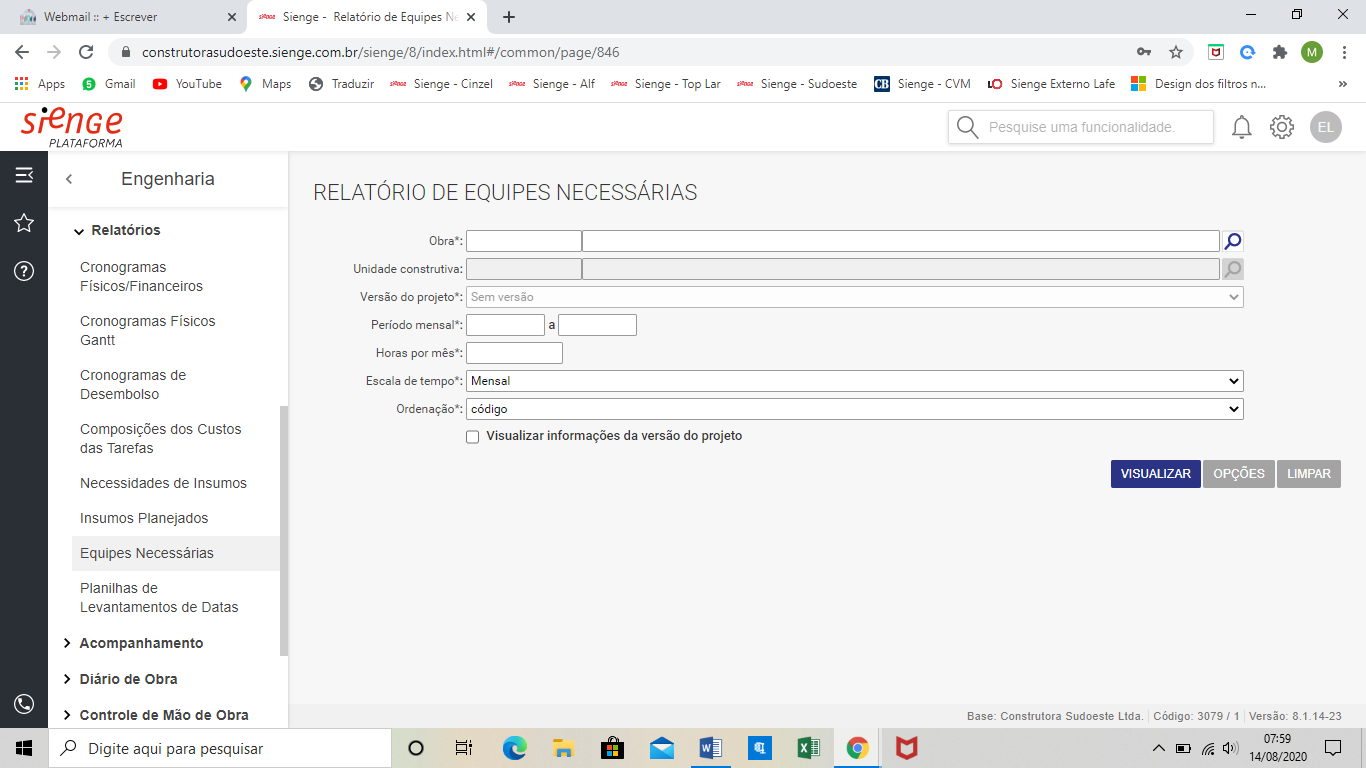 Webmail :: + Escrever
Sienge - Relatório de Equipes Ne
construtorasudoeste.sienge.com.br/sienge/8/index.html#/common/page/846
M
Apps
Gmail
YouTube
Maps
Traduzir
Sienge - Cinzel
Sienge - Alf
Sienge - Top Lar
Sienge - Sudoeste
Sienge - CVM
Sienge Externo Lafe
Design dos filtros n...
»
sienge
PLATAFORMA
Pesquise uma funcionalidade.
EL
Engenharia
Relatórios
Cronogramas
Físicos/Financeiros
Cronogramas Físicos
Gantt
Cronogramas de
Desembolso
Composições dos Custos
das Tarefas
Necessidades de Insumos
Insumos Planejados
Equipes Necessárias
Planilhas de
Levantamentos de Datas
Acompanhamento
Diário de Obra
Controle de Mão de Obra
RELATÓRIO DE EQUIPES NECESSÁRIAS
Obra*:
Unidade construtiva:
Versão do projeto*: Sem versão
Período mensal*: a
Horas por mês*:
Escala de tempo*: Mensal
Ordenação*: código
Visualizar informações da versão do projeto
VISUALIZAR OPÇÕES LIMPAR
Base: Construtora Sudoeste Ltda. | Código: 3079 / 1 | Versão: 8.1.14-23
Digite aqui para pesquisar
07:59
14/08/2020